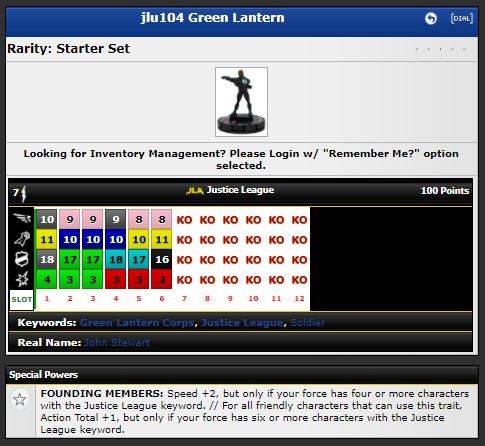 jlu104 Green Lantern
[DIAL]
Rarity: Starter Set
Looking for Inventory Management? Please Login w/ "Remember Me?" option
selected.
7 JLA Justice League 100 Points
10 9 9 9 8 8 KO KO KO KO KO KO
11 10 10 10 10 11 KO KO KO KO KO KO
18 17 17 18 17 16 KO KO KO KO KO KO
4 3 3 3 3 2 KO KO KO KO KO KO
SLOT 1 2 3 4 5 6 7 8 9 10 11 12
Keywords: Green Lantern Corps, Justice League, Soldier
Real Name: John Stewart
Special Powers
FOUNDING MEMBERS: Speed +2, but only if your force has four or more characters
with the Justice League keyword. // For all friendly characters that can use this trait,
Action Total +1, but only if your force has six or more characters with the Justice
League keyword.